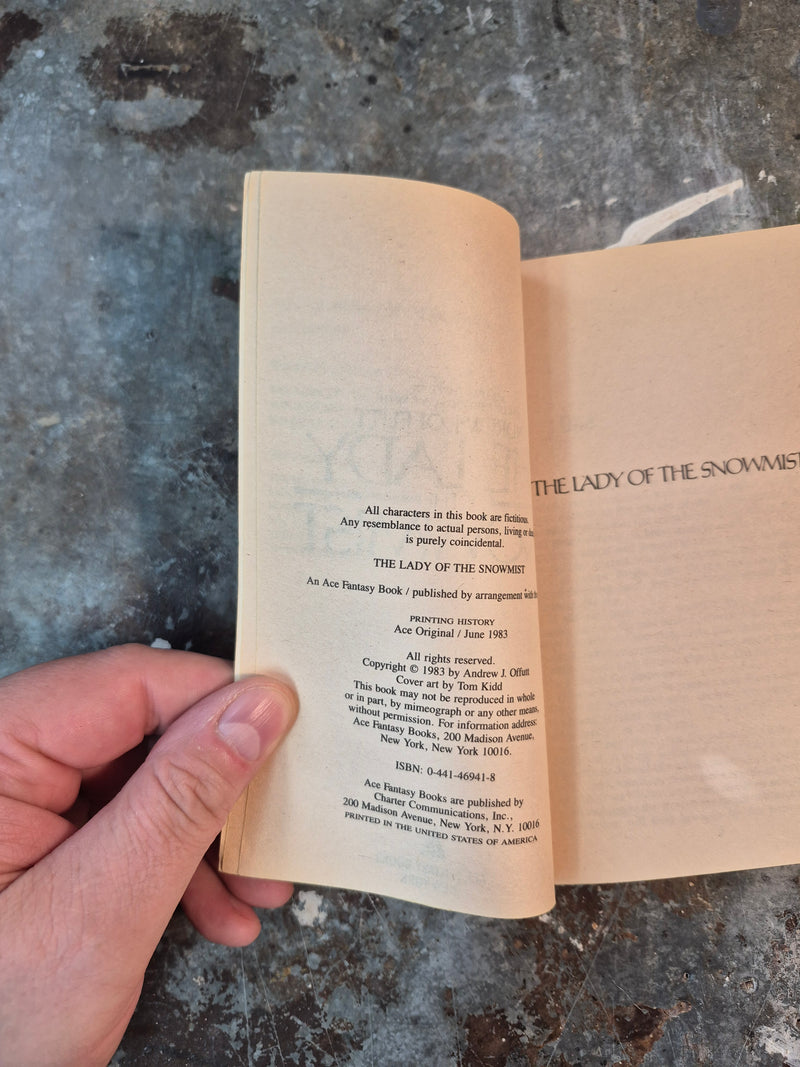 All characters in this book are fictitious.
Any resemblance to actual persons, living or
is purely coincidental.
THE LADY OF THE SNOWMIST
An Ace Fantasy Book / published by arrangement with
PRINTING HISTORY
Ace Original / June 1983
All rights reserved.
Copyright © 1983 by Andrew J. Offutt
Cover art by Tom Kidd
This book may not be reproduced in whole
or in part, by mimeograph or any other means,
without permission. For information address:
Ace Fantasy Books, 200 Madison Avenue,
New York, New York 10016.
ISBN: 0-441-46941-8
Ace Fantasy Books are published by
Charter Communications, Inc.,
200 Madison Avenue, New York, N.Y. 10016
PRINTED IN THE UNITED STATES OF AMERICA
THE LADY OF THE SNOWMIST